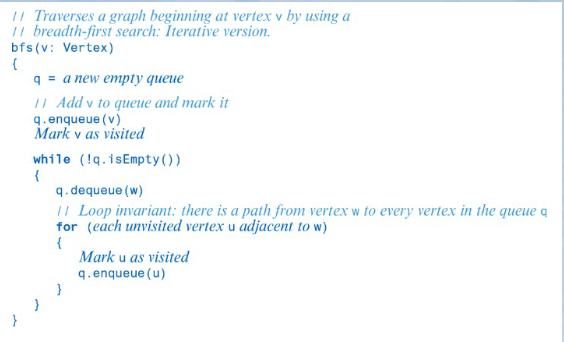 // Traverses a graph beginning at vertex v by using a
// breadth-first search: Iterative version.
bfs(v: Vertex)
{
q = a new empty queue
// Add v to queue and mark it
q.enqueue(v)
Mark v as visited
while (!q.isEmpty())
{
q.dequeue(w)
// Loop invariant: there is a path from vertex w to every vertex in the queue q
for (each unvisited vertex u adjacent to w)
{
Mark u as visited
q.enqueue(u)
}
}
}